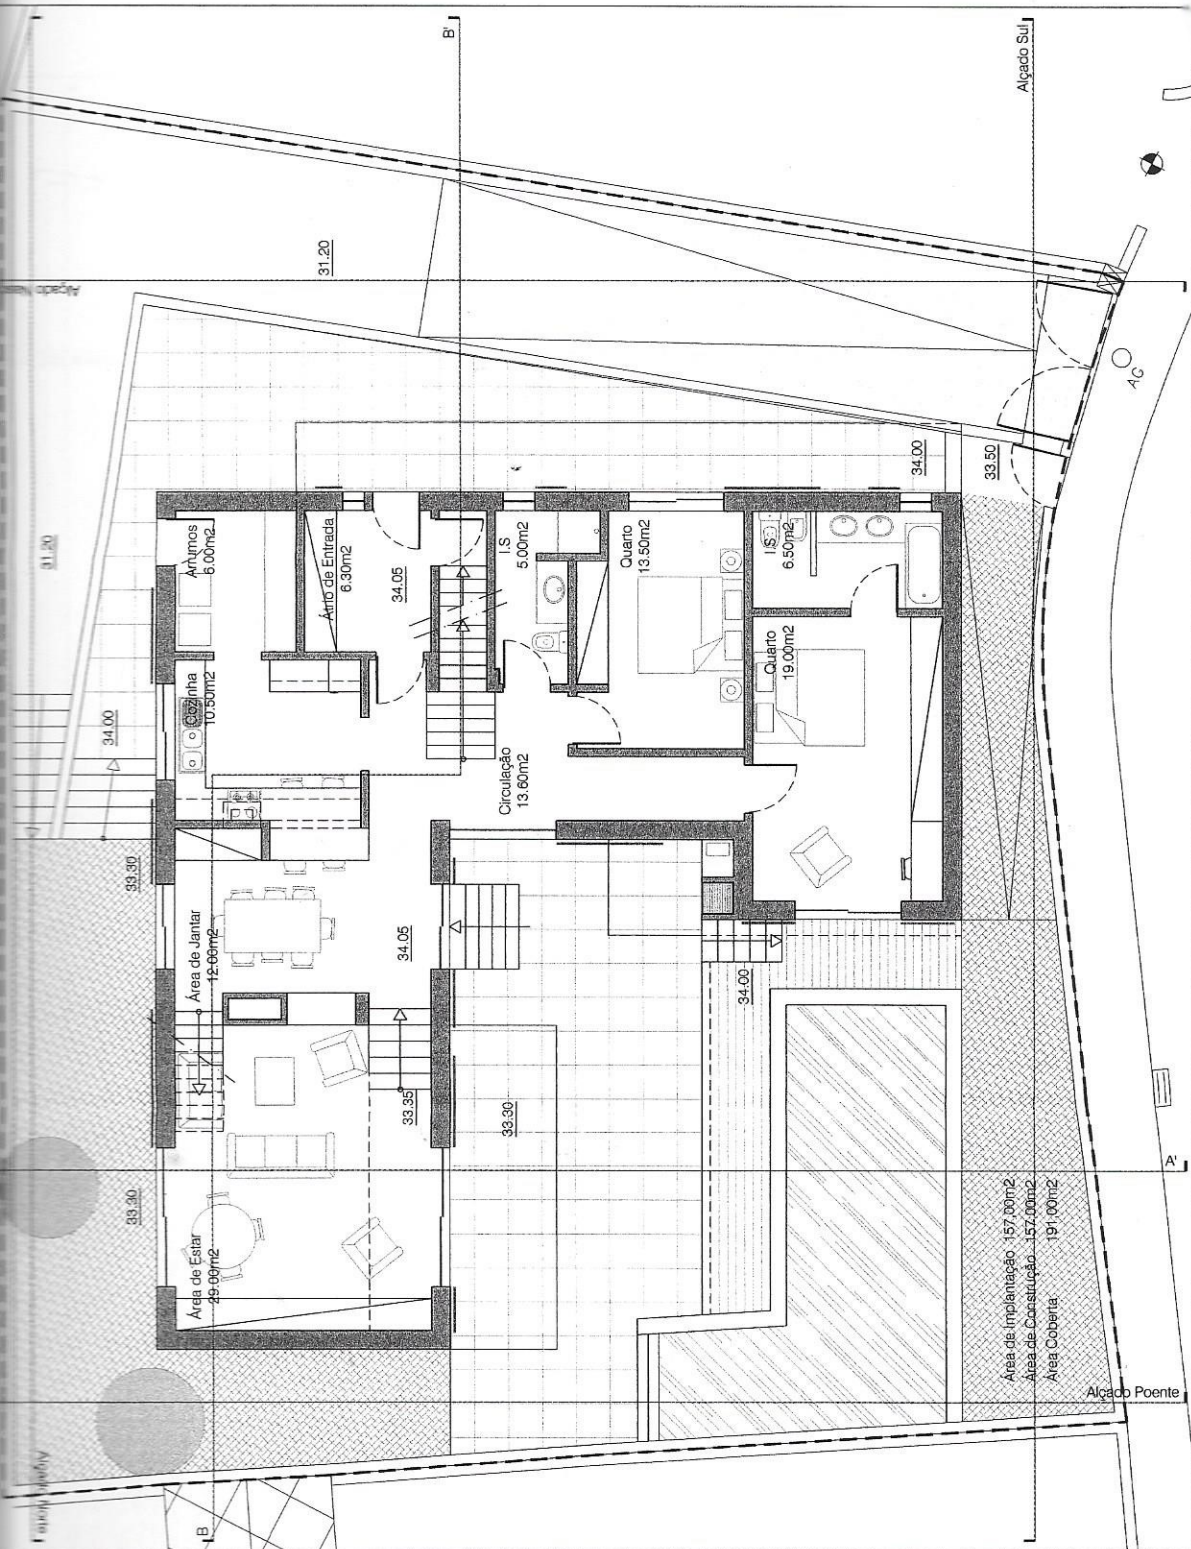 B'
Alçado Sul
31.20
31.20
AG
34.00
33.50
Arrumos
6.00m2
Átrio de Entrada
6.30m2
34.05
I.S
5.00m2
Quarto
13.50m2
I.S
6.50m2
Cozinha
10.50m2
Quarto
19.00m2
34.00
Circulação
13.60m2
33.30
Área de Jantar
12.00m2
34.05
34.00
33.35
33.30
33.30
Área de Estar
29.00m2
A'
Área de Implantação 157,00m2
Área de Construção 157,00m2
Área Coberta 191,00m2
Alçado Poente
B